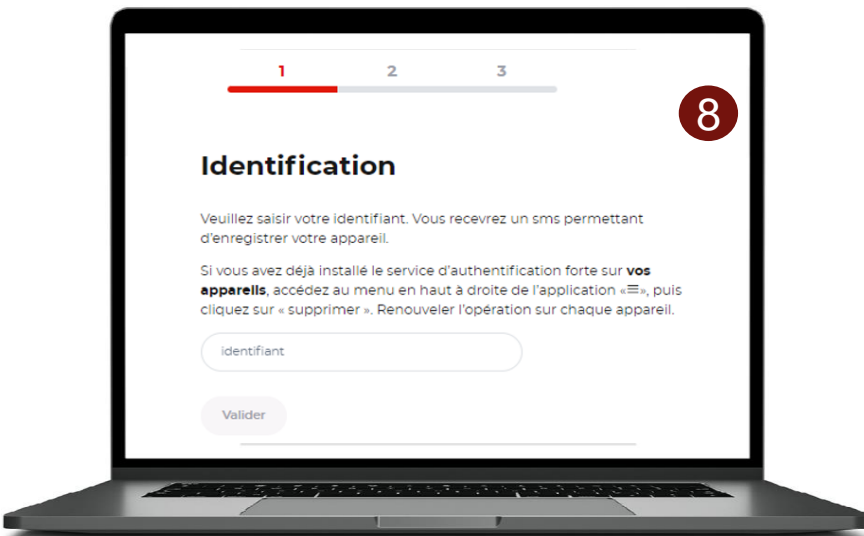 1 2 3
8
Identification
Veuillez saisir votre identifiant. Vous recevrez un sms permettant
d'enregistrer votre appareil.
Si vous avez déjà installé le service d'authentification forte sur vos
appareils, accédez au menu en haut à droite de l'application «≡», puis
cliquez sur « supprimer ». Renouveler l'opération sur chaque appareil.
identifiant
Valider